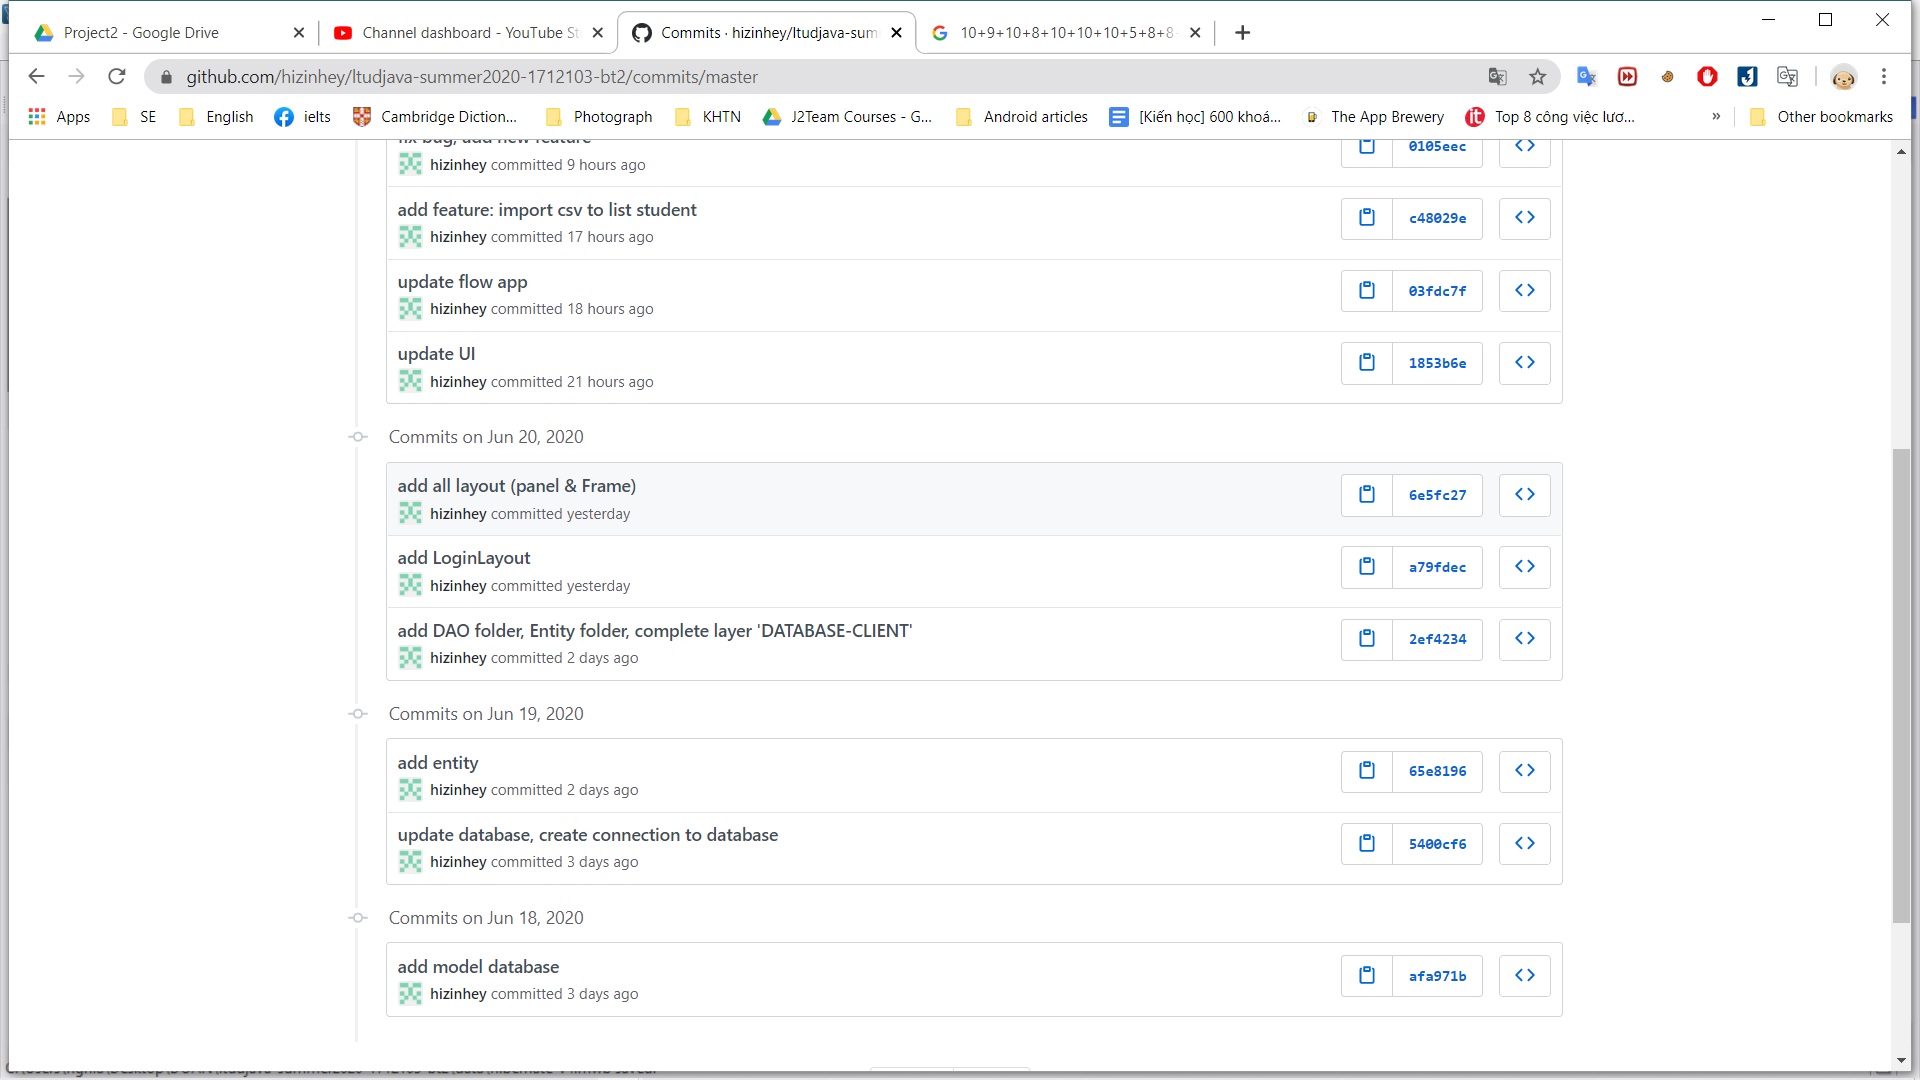 Project2 - Google Drive
Channel dashboard - YouTube St
Commits · hizinhey/ltudjava-sum
10+9+10+8+10+10+10+5+8+8
github.com/hizinhey/ltudjava-summer2020-1712103-bt2/commits/master
Apps
SE
English
ielts
Cambridge Diction...
Photograph
KHTN
J2Team Courses - G...
Android articles
[Kiến học] 600 khoá...
The App Brewery
Top 8 công việc lươ...
»
Other bookmarks
fix bug, add new feature
0105eec
hizinhey committed 9 hours ago
add feature: import csv to list student
c48029e
hizinhey committed 17 hours ago
update flow app
03fdc7f
hizinhey committed 18 hours ago
update UI
1853b6e
hizinhey committed 21 hours ago
Commits on Jun 20, 2020
add all layout (panel & Frame)
6e5fc27
hizinhey committed yesterday
add LoginLayout
a79fdec
hizinhey committed yesterday
add DAO folder, Entity folder, complete layer 'DATABASE-CLIENT'
2ef4234
hizinhey committed 2 days ago
Commits on Jun 19, 2020
add entity
65e8196
hizinhey committed 2 days ago
update database, create connection to database
5400cf6
hizinhey committed 3 days ago
Commits on Jun 18, 2020
add model database
afa971b
hizinhey committed 3 days ago